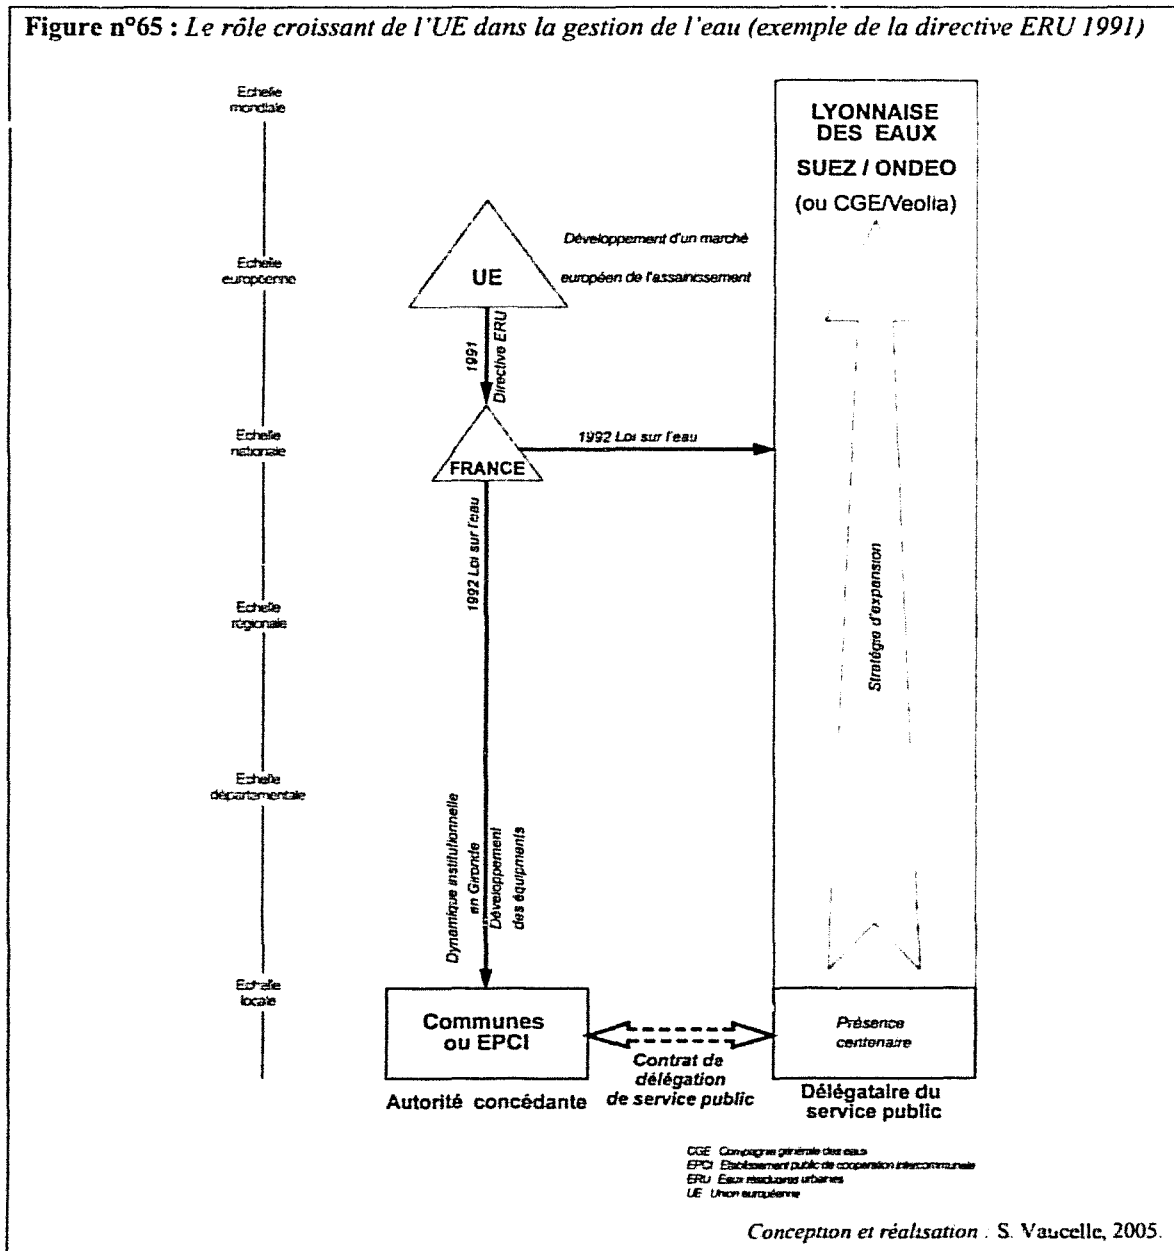 Figure n°65 : Le rôle croissant de l'UE dans la gestion de l'eau (exemple de la directive ERU 1991)
Echelle
mondiale
LYONNAISE
DES EAUX
SUEZ / ONDEO
(ou CGE/Veolia)
Echelle
européenne
UE
Développement d'un marché
européen de l'assainissement
1991
Directive ERU
Echelle
nationale
FRANCE
1992 Loi sur l'eau
1992 Loi sur l'eau
Echelle
régionale
Stratégie d'expansion
Echelle
départementale
Dynamique institutionnelle
en Gironde
Développement
des équipments
Echelle
locale
Communes
ou EPCI
Présence
centenaire
Contrat de
délégation
de service public
Autorité concédante
Délégataire du
service public
CGE Compagnie générale des eaux
EPCI Etablissement public de cooperation intercommunale
ERU Eaux résiduaires urbaines
UE Union européenne
Conception et réalisation : S. Vaucelle, 2005.